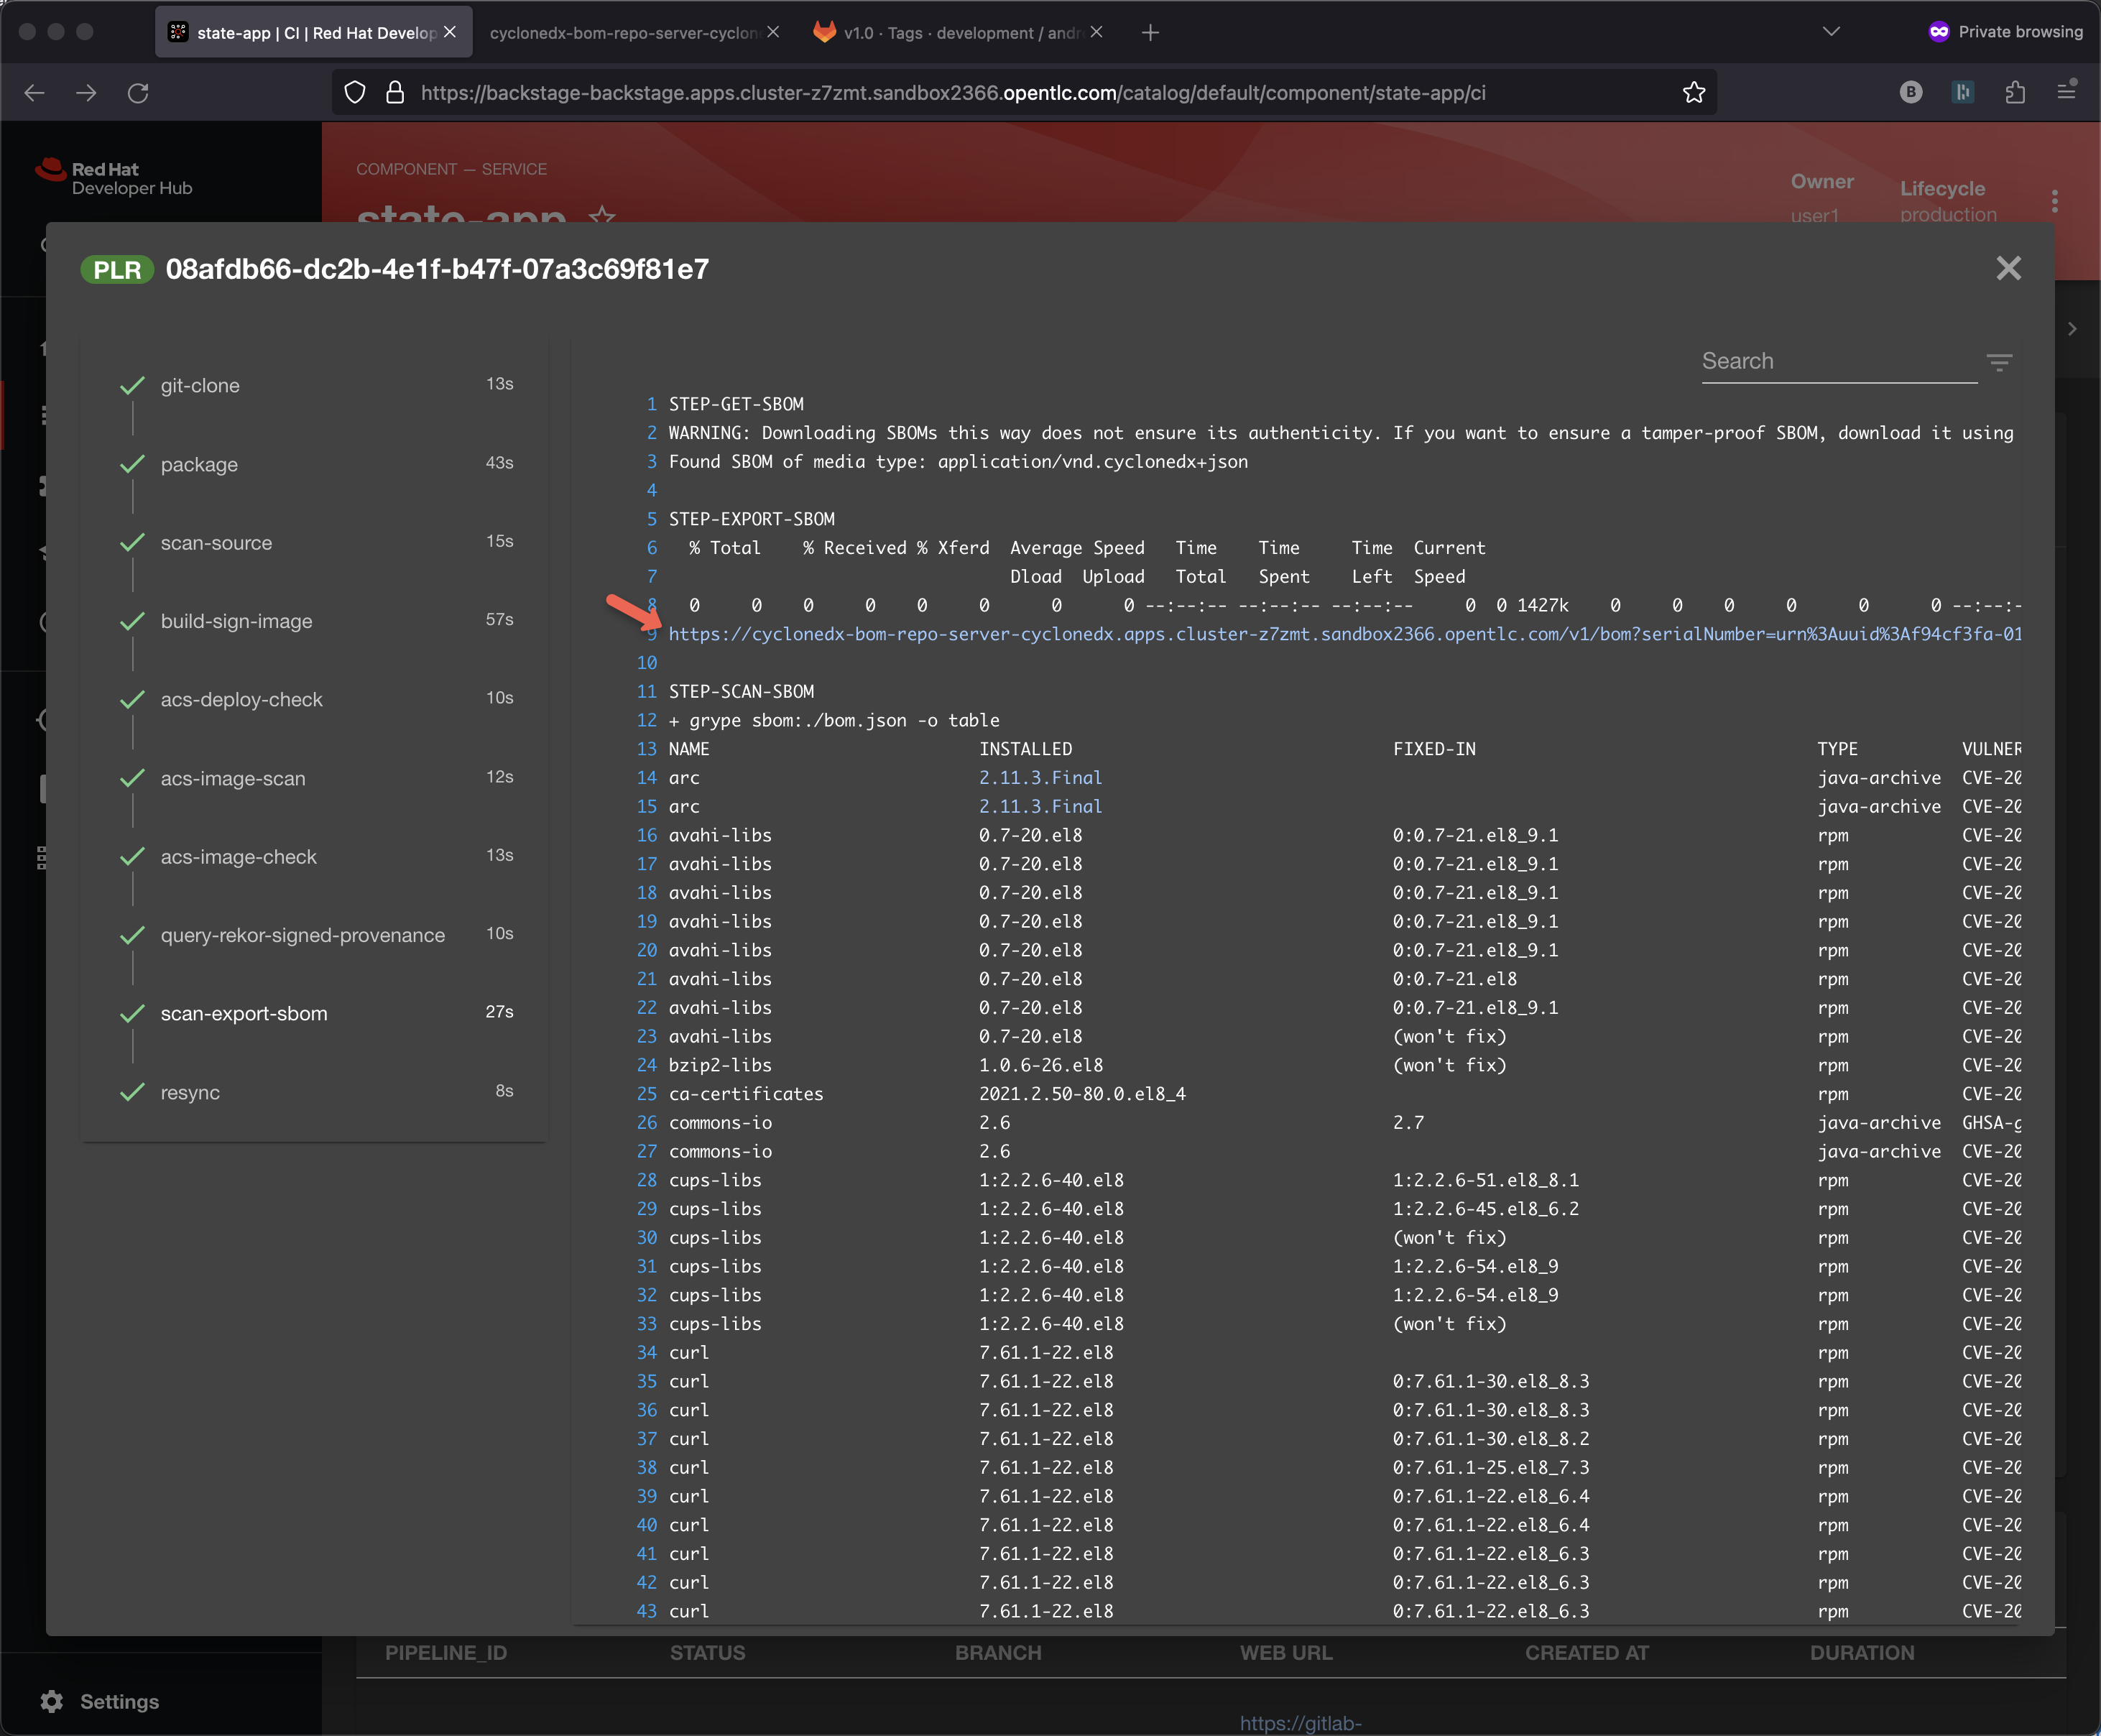 state-app | CI | Red Hat Develop
cyclonedx-bom-repo-server-cyclon
v1.0 · Tags · development / andr
Private browsing
https://backstage-backstage.apps.cluster-z7zmt.sandbox2366.opentlc.com/catalog/default/component/state-app/ci
B
Red Hat
Developer Hub
COMPONENT — SERVICE
state-app
Owner
user1
Lifecycle
production
PLR 08afdb66-dc2b-4e1f-b47f-07a3c69f81e7
git-clone 13s
package 43s
scan-source 15s
build-sign-image 57s
acs-deploy-check 10s
acs-image-scan 12s
acs-image-check 13s
query-rekor-signed-provenance 10s
scan-export-sbom 27s
resync 8s
Search
1 STEP-GET-SBOM
2 WARNING: Downloading SBOMs this way does not ensure its authenticity. If you want to ensure a tamper-proof SBOM, download it using
3 Found SBOM of media type: application/vnd.cyclonedx+json
4
5 STEP-EXPORT-SBOM
6 % Total % Received % Xferd Average Speed Time Time Time Current
7 Dload Upload Total Spent Left Speed
8 0 0 0 0 0 0 0 0 --:--:-- --:--:-- --:--:-- 0 0 1427k 0 0 0 0 0 0 --:--:-
9 https://cyclonedx-bom-repo-server-cyclonedx.apps.cluster-z7zmt.sandbox2366.opentlc.com/v1/bom?serialNumber=urn%3Auuid%3Af94cf3fa-01
10
11 STEP-SCAN-SBOM
12 + grype sbom:./bom.json -o table
13 NAME INSTALLED FIXED-IN TYPE VULNER
14 arc 2.11.3.Final java-archive CVE-20
15 arc 2.11.3.Final java-archive CVE-20
16 avahi-libs 0.7-20.el8 0:0.7-21.el8_9.1 rpm CVE-20
17 avahi-libs 0.7-20.el8 0:0.7-21.el8_9.1 rpm CVE-20
18 avahi-libs 0.7-20.el8 0:0.7-21.el8_9.1 rpm CVE-20
19 avahi-libs 0.7-20.el8 0:0.7-21.el8_9.1 rpm CVE-20
20 avahi-libs 0.7-20.el8 0:0.7-21.el8_9.1 rpm CVE-20
21 avahi-libs 0.7-20.el8 0:0.7-21.el8 rpm CVE-20
22 avahi-libs 0.7-20.el8 0:0.7-21.el8_9.1 rpm CVE-20
23 avahi-libs 0.7-20.el8 (won't fix) rpm CVE-20
24 bzip2-libs 1.0.6-26.el8 (won't fix) rpm CVE-20
25 ca-certificates 2021.2.50-80.0.el8_4 rpm CVE-20
26 commons-io 2.6 2.7 java-archive GHSA-g
27 commons-io 2.6 java-archive CVE-20
28 cups-libs 1:2.2.6-40.el8 1:2.2.6-51.el8_8.1 rpm CVE-20
29 cups-libs 1:2.2.6-40.el8 1:2.2.6-45.el8_6.2 rpm CVE-20
30 cups-libs 1:2.2.6-40.el8 (won't fix) rpm CVE-20
31 cups-libs 1:2.2.6-40.el8 1:2.2.6-54.el8_9 rpm CVE-20
32 cups-libs 1:2.2.6-40.el8 1:2.2.6-54.el8_9 rpm CVE-20
33 cups-libs 1:2.2.6-40.el8 (won't fix) rpm CVE-20
34 curl 7.61.1-22.el8 rpm CVE-20
35 curl 7.61.1-22.el8 0:7.61.1-30.el8_8.3 rpm CVE-20
36 curl 7.61.1-22.el8 0:7.61.1-30.el8_8.3 rpm CVE-20
37 curl 7.61.1-22.el8 0:7.61.1-30.el8_8.2 rpm CVE-20
38 curl 7.61.1-22.el8 0:7.61.1-25.el8_7.3 rpm CVE-20
39 curl 7.61.1-22.el8 0:7.61.1-22.el8_6.4 rpm CVE-20
40 curl 7.61.1-22.el8 0:7.61.1-22.el8_6.4 rpm CVE-20
41 curl 7.61.1-22.el8 0:7.61.1-22.el8_6.3 rpm CVE-20
42 curl 7.61.1-22.el8 0:7.61.1-22.el8_6.3 rpm CVE-20
43 curl 7.61.1-22.el8 0:7.61.1-22.el8_6.3 rpm CVE-20
PIPELINE_ID STATUS BRANCH WEB URL CREATED AT DURATION
Settings
https://gitlab-